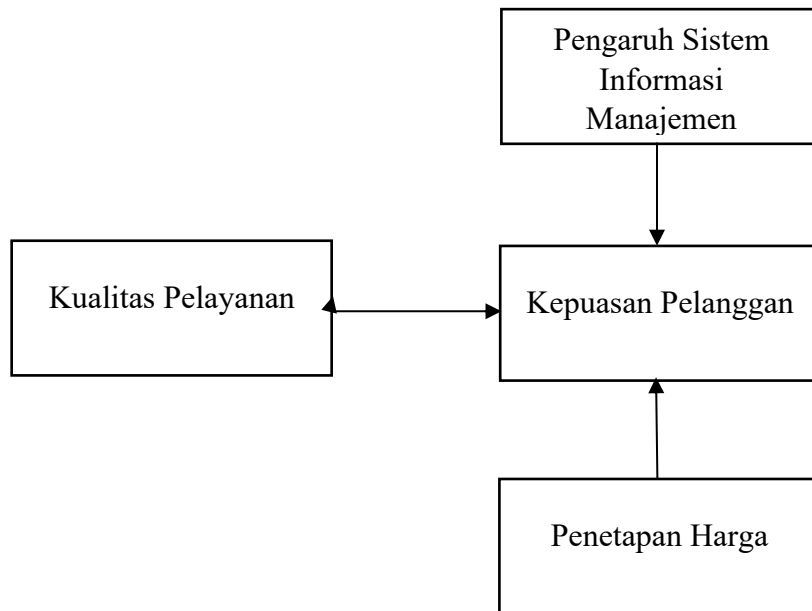 Pengaruh Sistem
Informasi
Manajemen
Kualitas Pelayanan
Kepuasan Pelanggan
Penetapan Harga